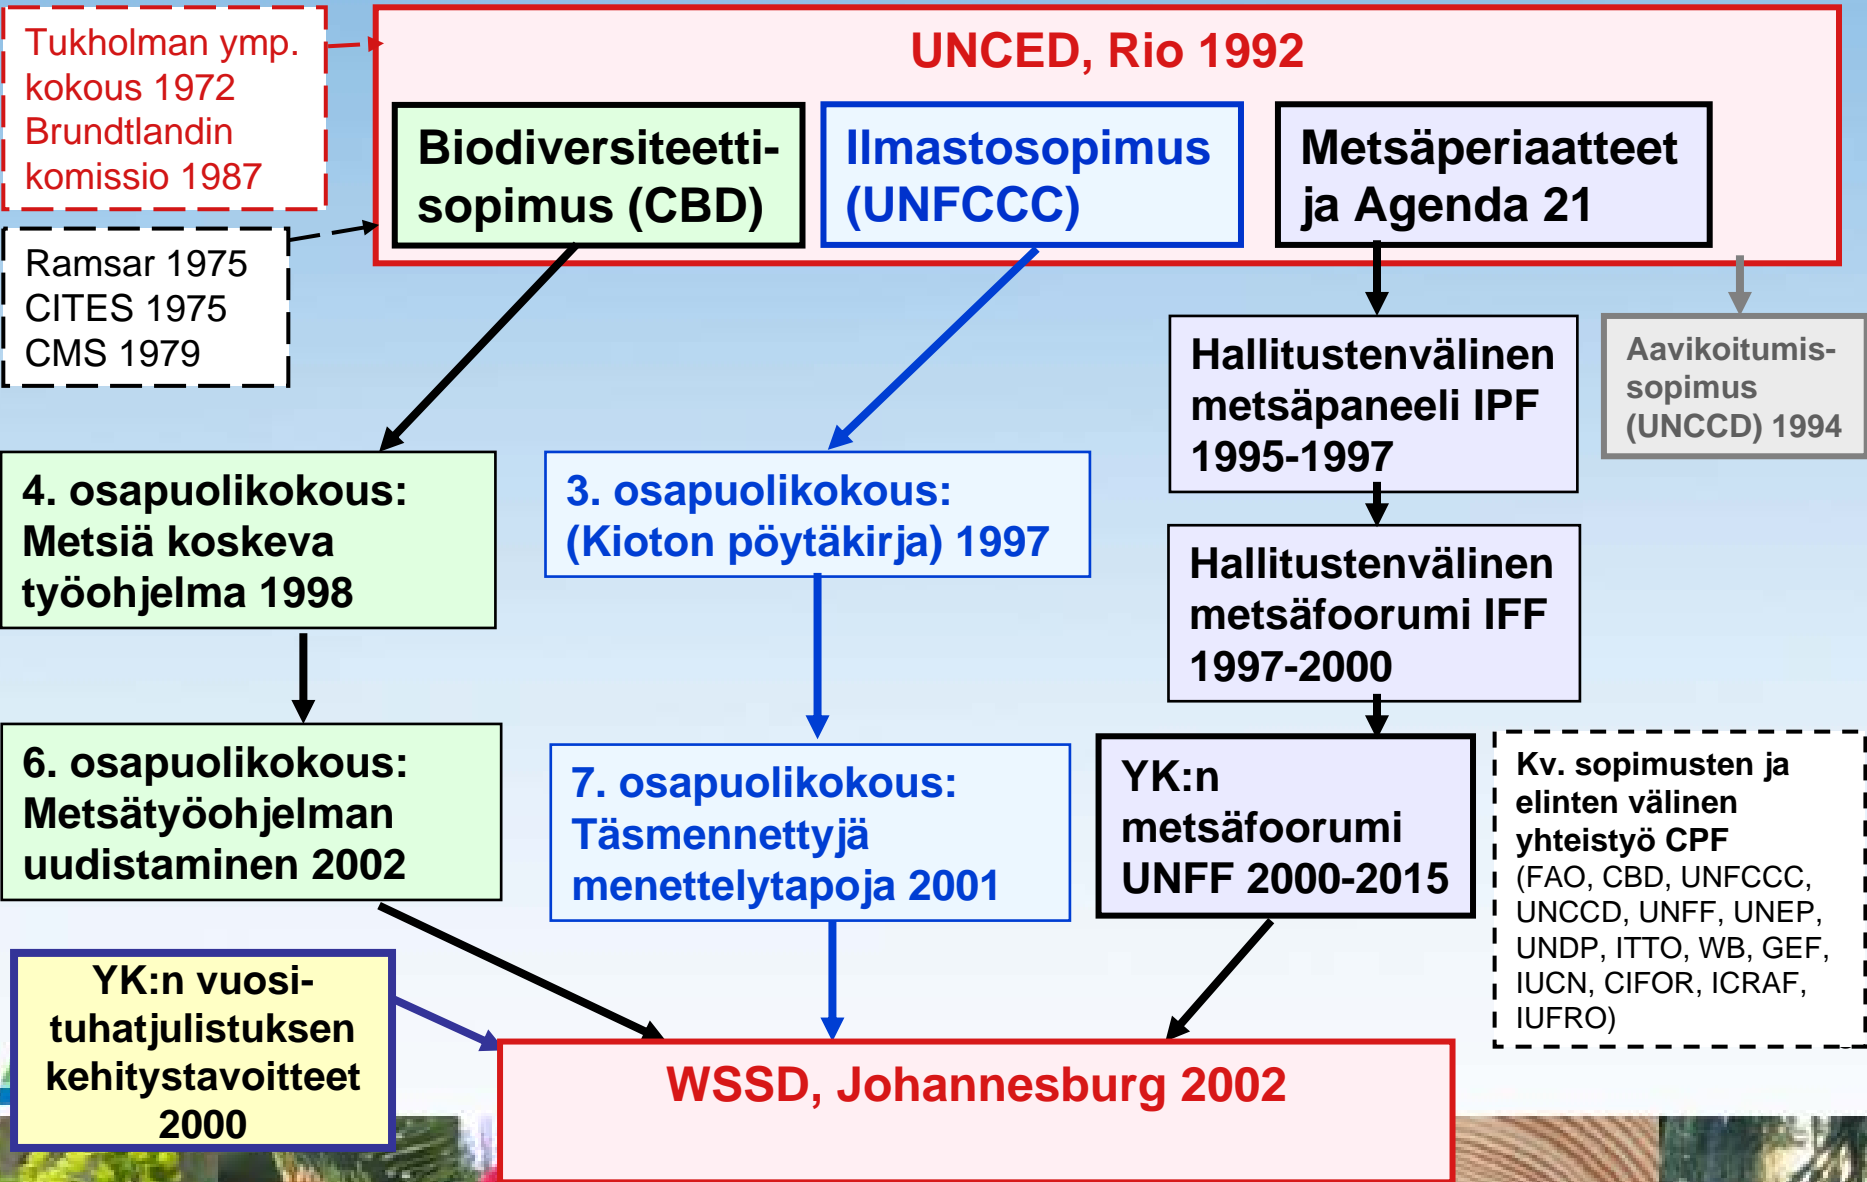 Tukholman ymp.
kokous 1972
Brundtlandin
komissio 1987
UNCED, Rio 1992
Biodiversiteetti-
sopimus (CBD)
Ilmastosopimus
(UNFCCC)
Metsäperiaatteet
ja Agenda 21
Ramsar 1975
CITES 1975
CMS 1979
Hallitustenvälinen
metsäpaneeli IPF
1995-1997
Aavikoitumis-
sopimus
(UNCCD) 1994
4. osapuolikokous:
Metsiä koskeva
työohjelma 1998
3. osapuolikokous:
(Kioton pöytäkirja) 1997
Hallitustenvälinen
metsäfoorumi IFF
1997-2000
6. osapuolikokous:
Metsätyöohjelman
uudistaminen 2002
7. osapuolikokous:
Täsmennettyjä
menettelytapoja 2001
YK:n
metsäfoorumi
UNFF 2000-2015
Kv. sopimusten ja
elinten välinen
yhteistyö CPF
(FAO, CBD, UNFCCC,
UNCCD, UNFF, UNEP,
UNDP, ITTO, WB, GEF,
IUCN, CIFOR, ICRAF,
IUFRO)
YK:n vuosi-
tuhatjulistuksen
kehitystavoitteet
2000
WSSD, Johannesburg 2002